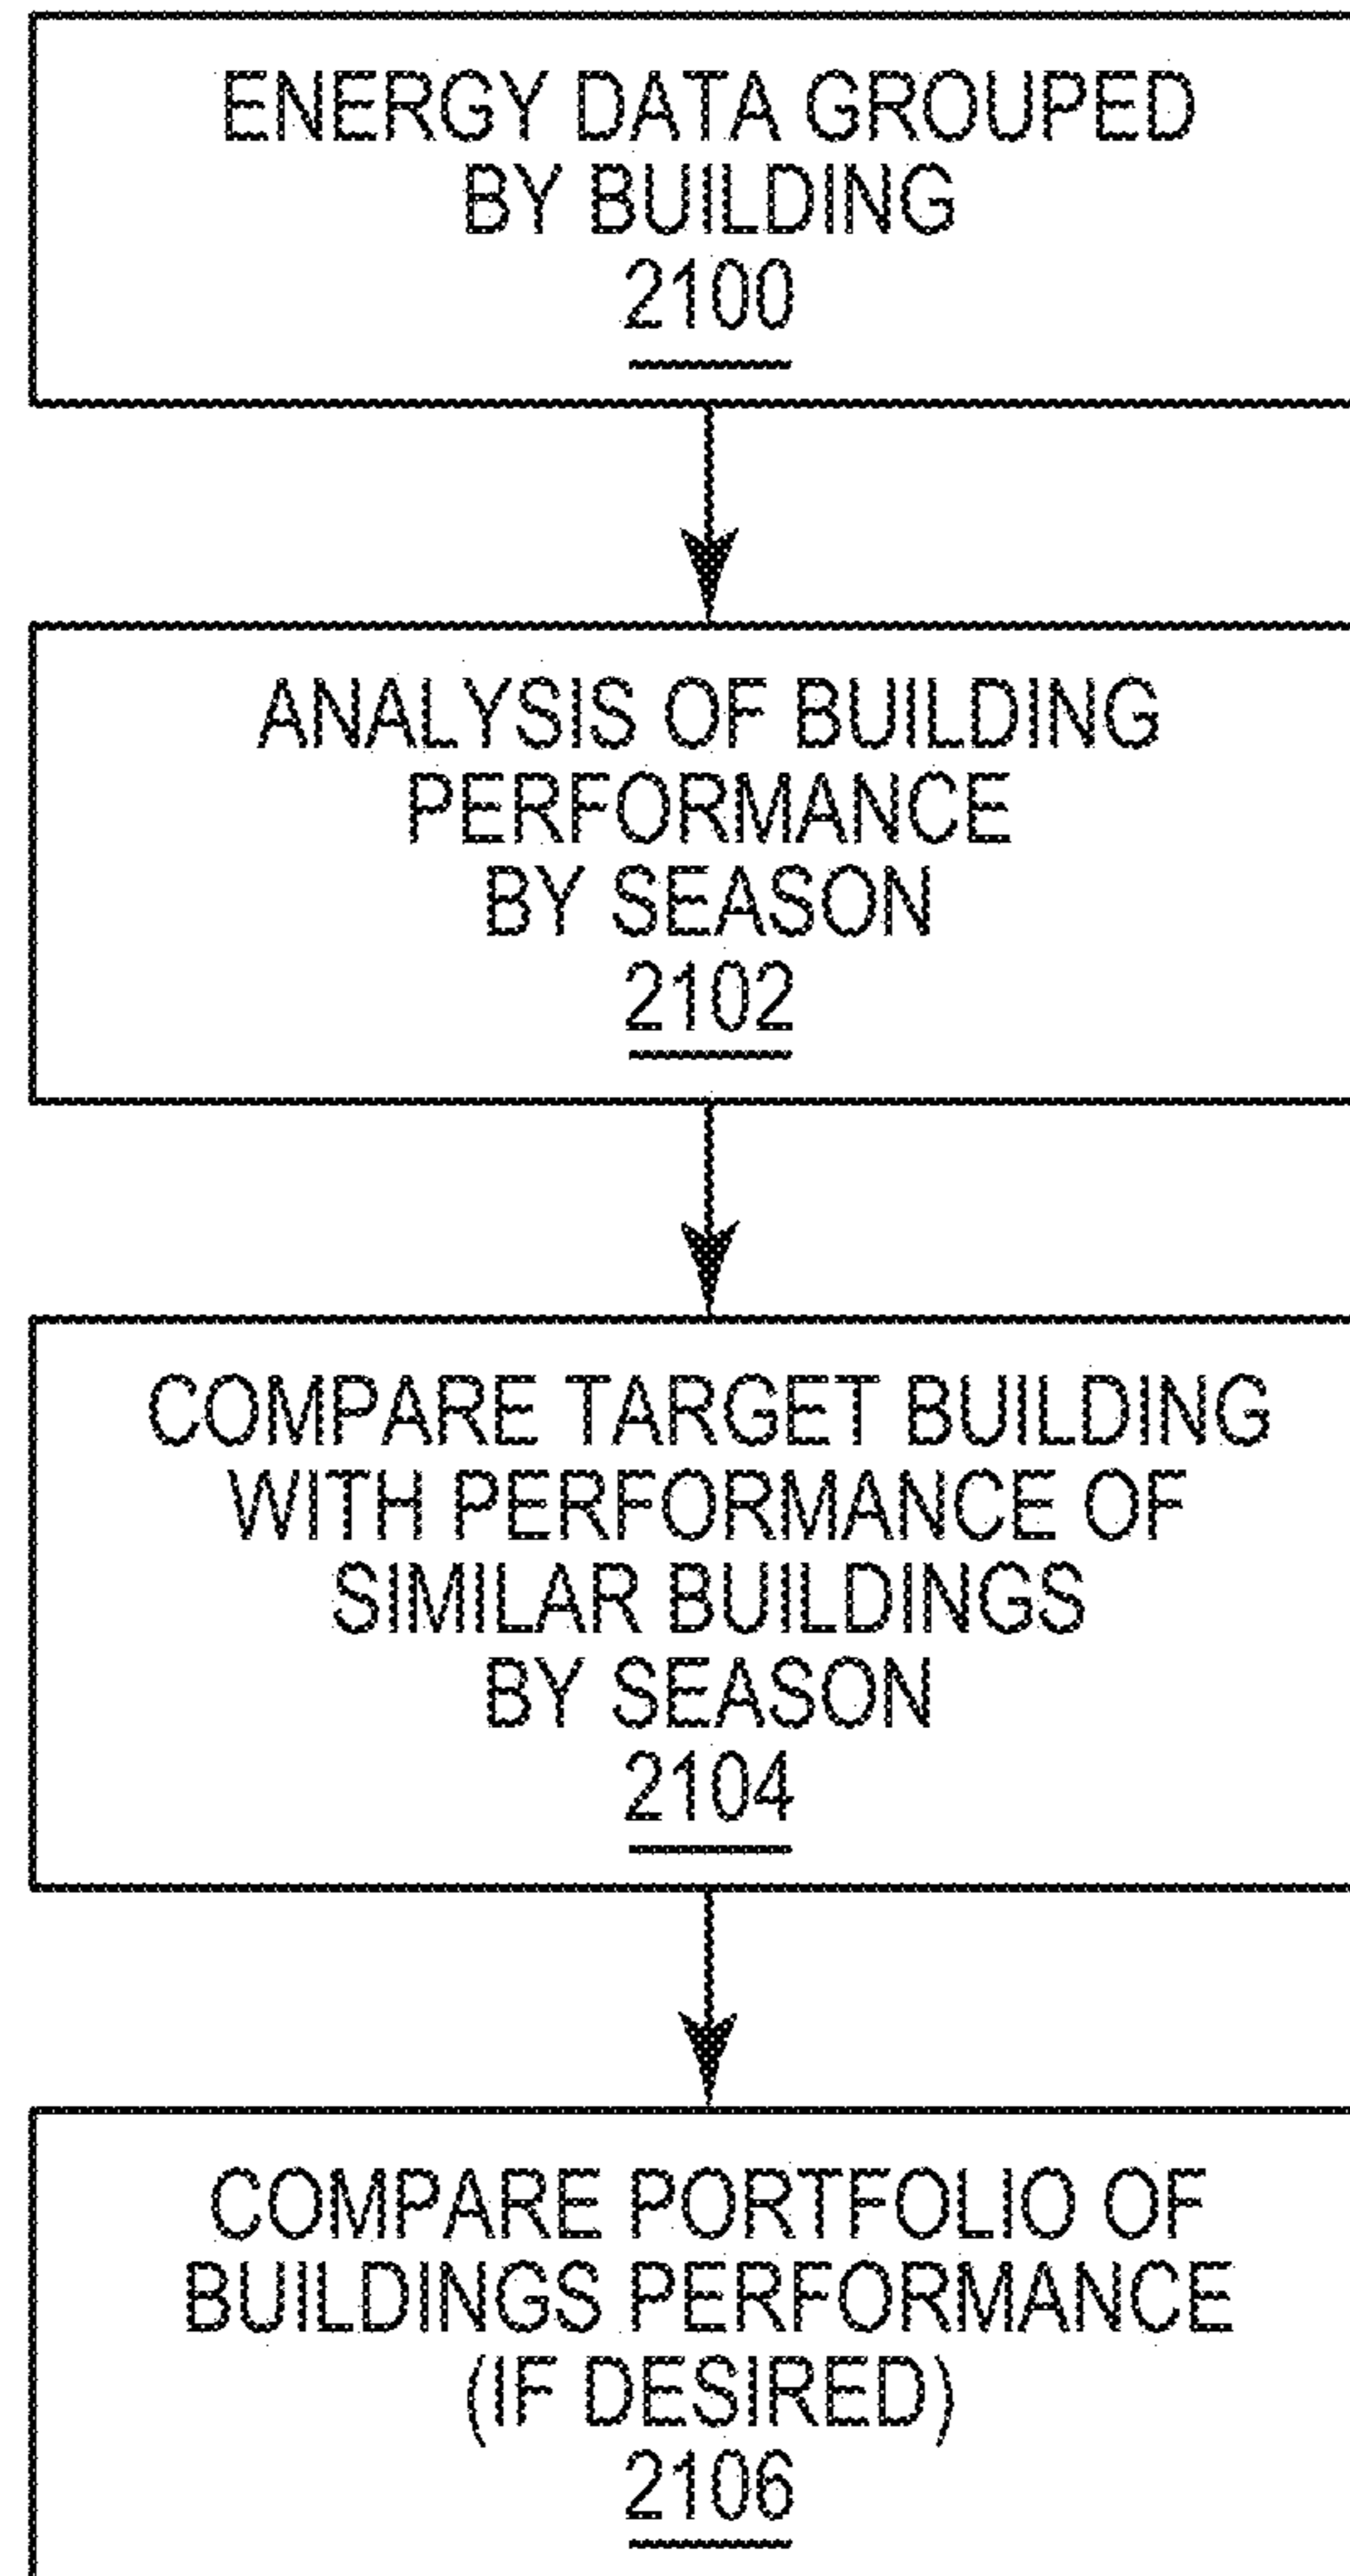 ENERGY DATA GROUPED
BY BUILDING
2100
ANALYSIS OF BUILDING
PERFORMANCE
BY SEASON
2102
COMPARE TARGET BUILDING
WITH PERFORMANCE OF
SIMILAR BUILDINGS
BY SEASON
2104
COMPARE PORTFOLIO OF
BUILDINGS PERFORMANCE
(IF DESIRED)
2106